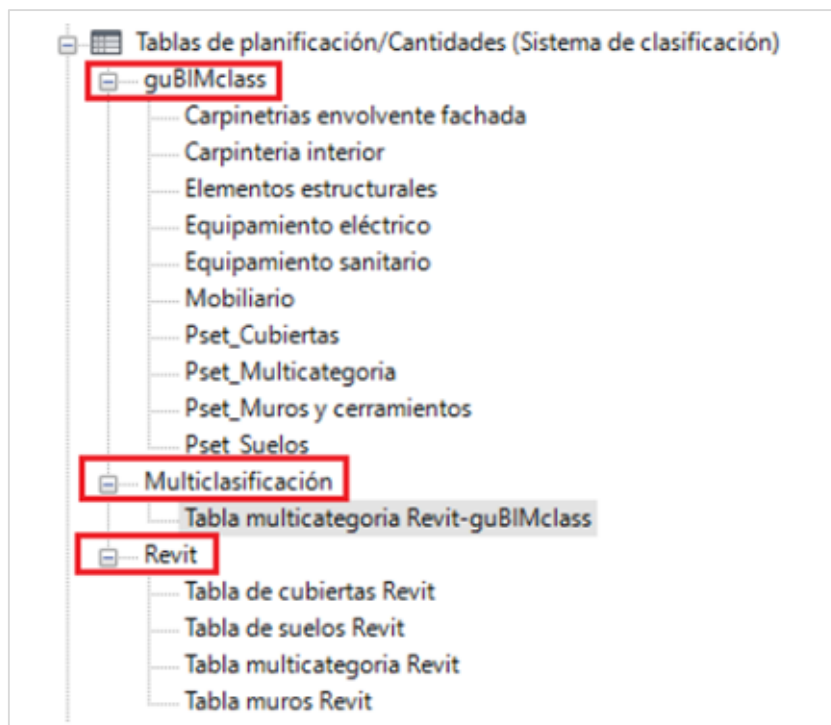 Tablas de planificación/Cantidades (Sistema de clasificación)
guBIMclass
Carpinetrias envolvente fachada
Carpinteria interior
Elementos estructurales
Equipamiento eléctrico
Equipamiento sanitario
Mobiliario
Pset_Cubiertas
Pset_Multicategoria
Pset_Muros y cerramientos
Pset_Suelos
Multiclasificación
Tabla multicategoria Revit-guBIMclass
Revit
Tabla de cubiertas Revit
Tabla de suelos Revit
Tabla multicategoria Revit
Tabla muros Revit